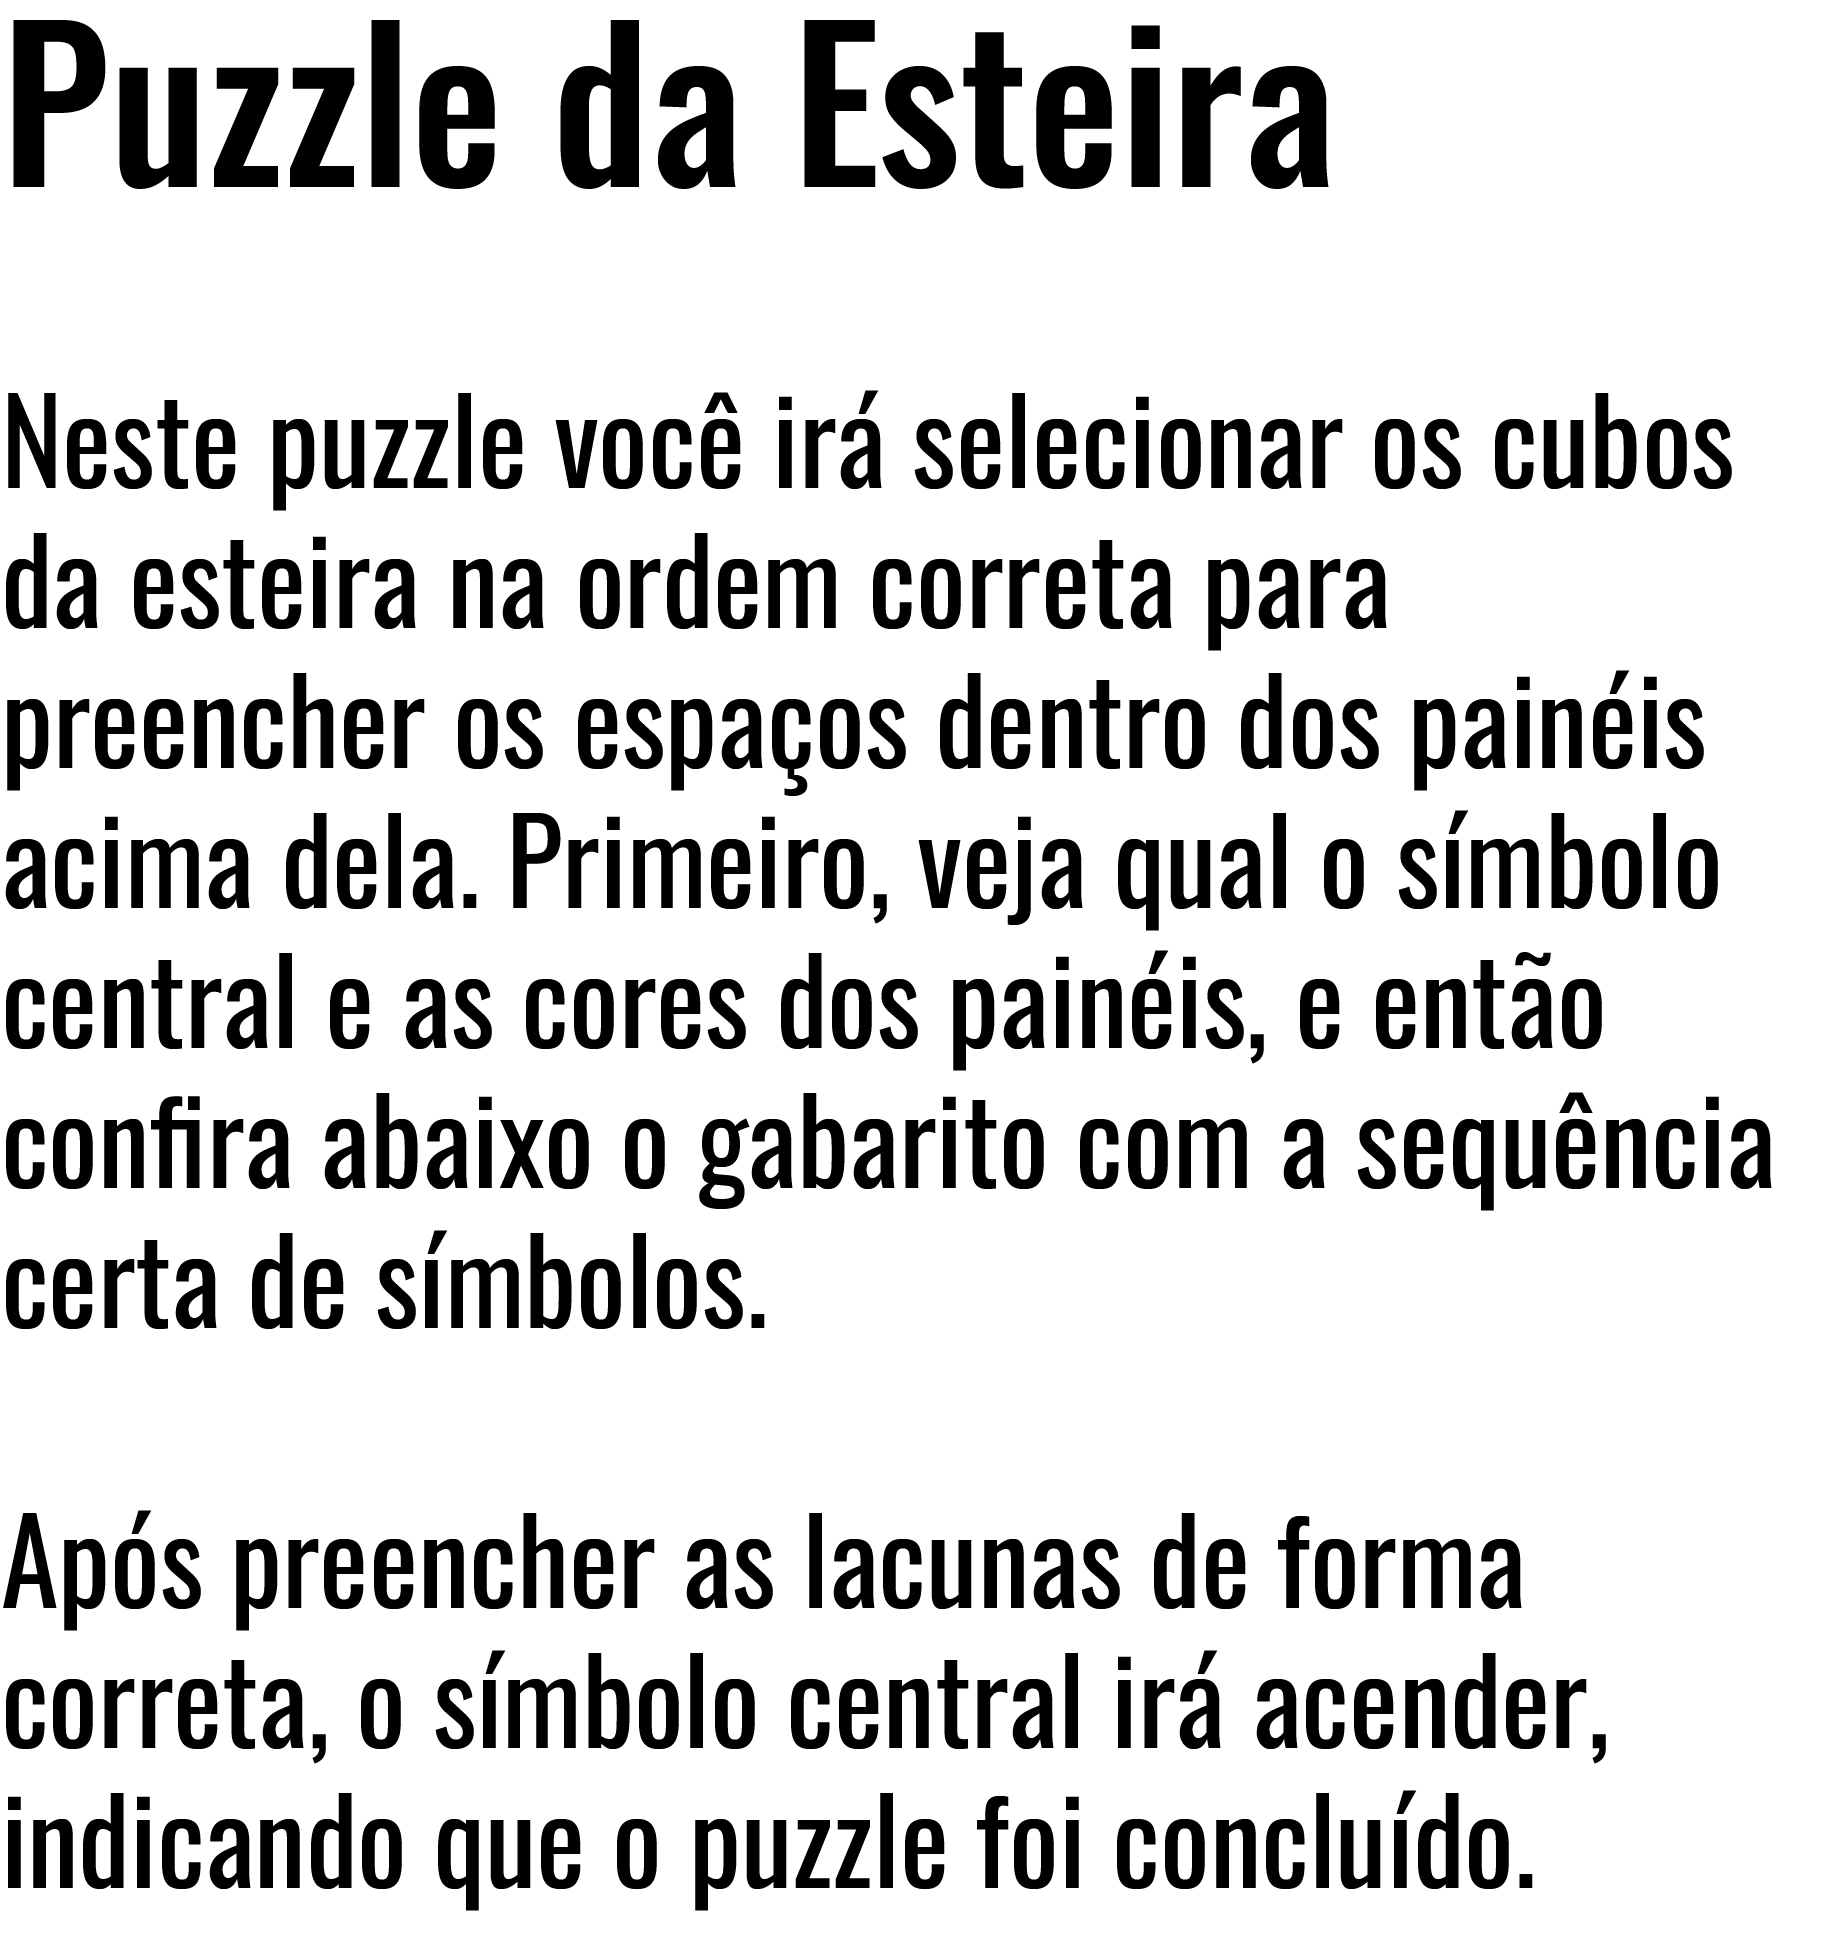 Puzzle da Esteira
Neste puzzle você irá selecionar os cubos
da esteira na ordem correta para
preencher os espaços dentro dos painéis
acima dela. Primeiro, veja qual o símbolo
central e as cores dos painéis, e então
confira abaixo o gabarito com a sequência
certa de símbolos.
Após preencher as lacunas de forma
correta, o símbolo central irá acender,
indicando que o puzzle foi concluído.